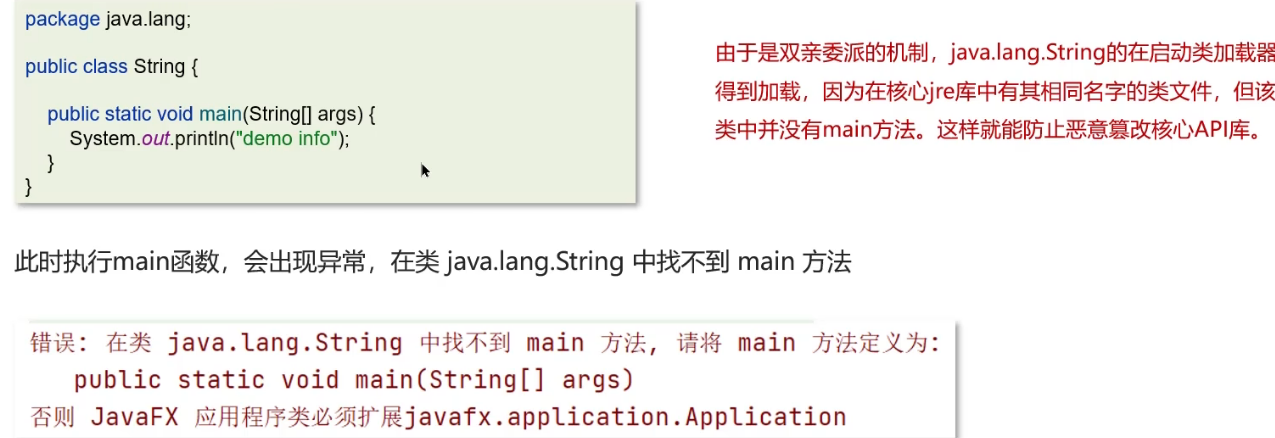 package java.lang;
public class String {
public static void main(String[] args) {
System.out.println("demo info");
}
}
由于是双亲委派的机制，java.lang.String的在启动类加载器
得到加载，因为在核心jre库中有其相同名字的类文件，但该
类中并没有main方法。这样就能防止恶意篡改核心API库。
此时执行main函数，会出现异常，在类 java.lang.String 中找不到 main 方法
错误: 在类 java.lang.String 中找不到 main 方法, 请将 main 方法定义为:
public static void main(String[] args)
否则 JavaFX 应用程序类必须扩展javafx.application.Application